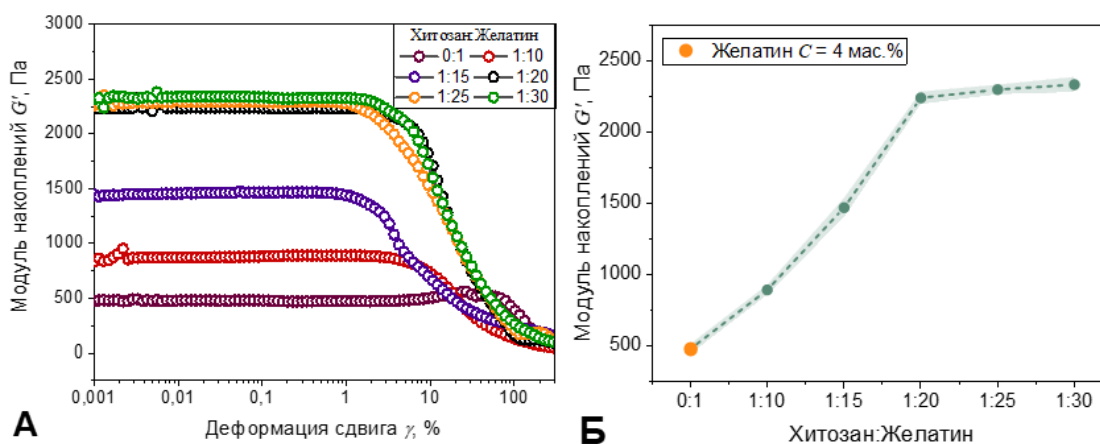 3000
2500
2000
1500
1000
500
0
Модуль накоплений G′, Па
Хитозан:Желатин
0:1 1:10
1:15 1:20
1:25 1:30
0,001 0,01 0,1 1 10 100
Деформация сдвига γ, %
А
2500
2000
1500
1000
500
Модуль накоплений G′, Па
Желатин C = 4 мас.%
0:1 1:10 1:15 1:20 1:25 1:30
Хитозан:Желатин
Б